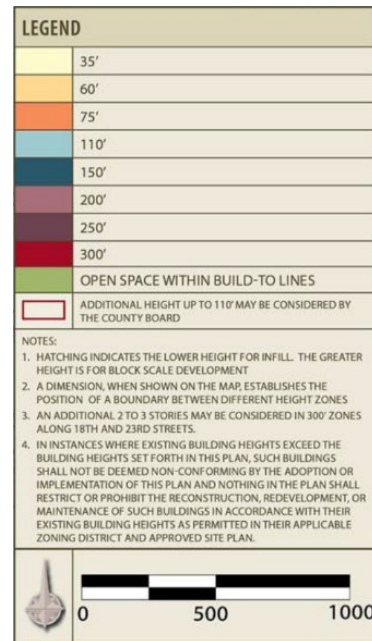 LEGEND
35'
60'
75'
110'
150'
200'
250'
300'
OPEN SPACE WITHIN BUILD-TO LINES
ADDITIONAL HEIGHT UP TO 110' MAY BE CONSIDERED BY
THE COUNTY BOARD
NOTES:
1. HATCHING INDICATES THE LOWER HEIGHT FOR INFILL. THE GREATER
HEIGHT IS FOR BLOCK SCALE DEVELOPMENT
2. A DIMENSION, WHEN SHOWN ON THE MAP, ESTABLISHES THE
POSITION OF A BOUNDARY BETWEEN DIFFERENT HEIGHT ZONES
3. AN ADDITIONAL 2 TO 3 STORIES MAY BE CONSIDERED IN 300' ZONES
ALONG 18TH AND 23RD STREETS.
4. IN INSTANCES WHERE EXISTING BUILDING HEIGHTS EXCEED THE
BUILDING HEIGHTS SET FORTH IN THIS PLAN, SUCH BUILDINGS
SHALL NOT BE DEEMED NON-CONFORMING BY THE ADOPTION OR
IMPLEMENTATION OF THIS PLAN AND NOTHING IN THE PLAN SHALL
RESTRICT OR PROHIBIT THE RECONSTRUCTION, REDEVELOPMENT, OR
MAINTENANCE OF SUCH BUILDINGS IN ACCORDANCE WITH THEIR
EXISTING BUILDING HEIGHTS AS PERMITTED IN THEIR APPLICABLE
ZONING DISTRICT AND APPROVED SITE PLAN.
0 500 1000